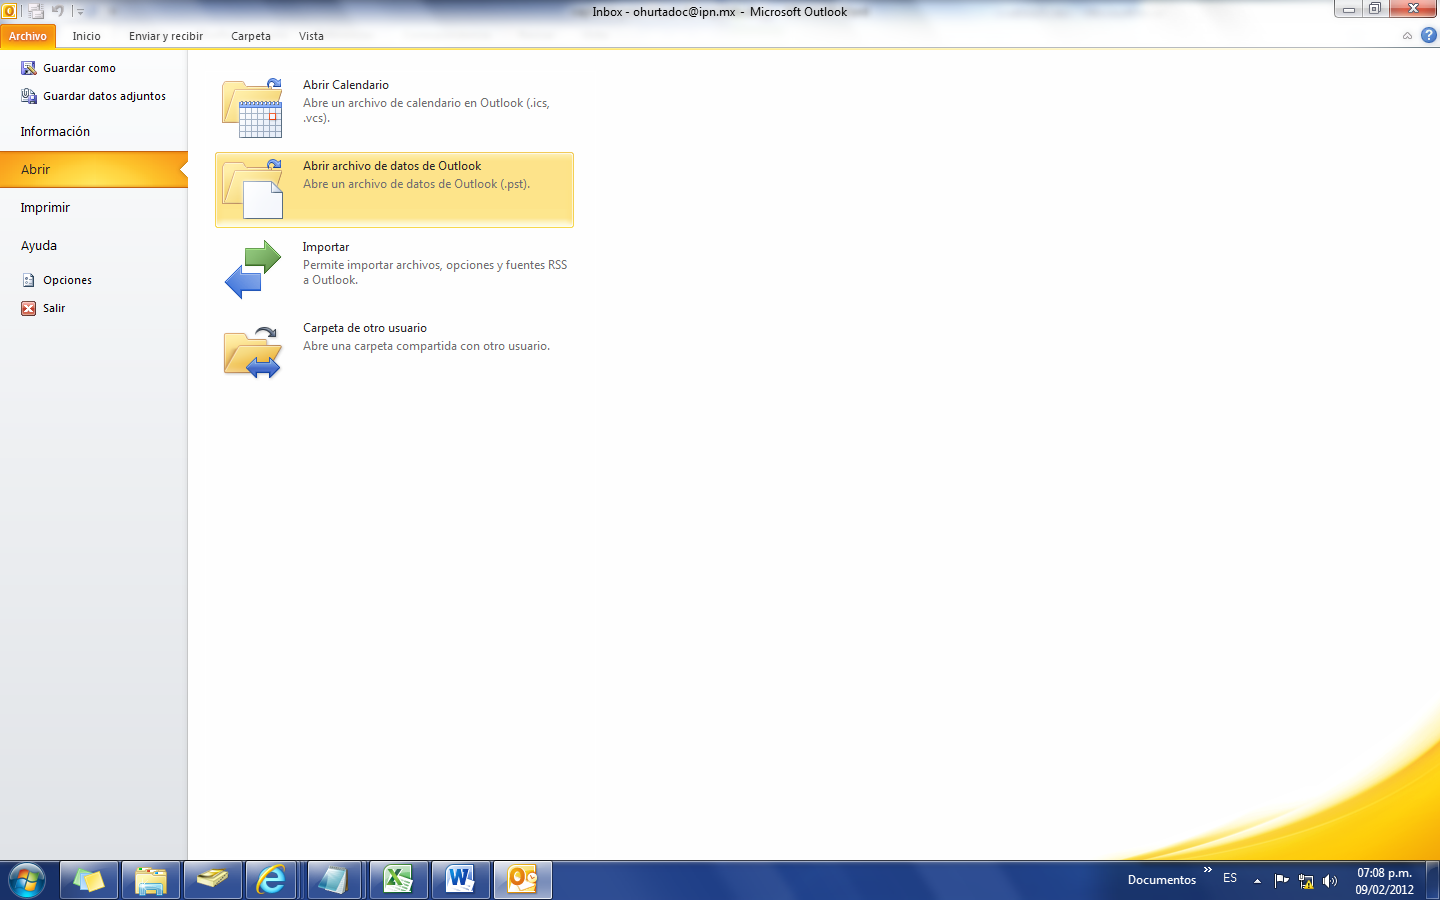 Inbox - ohurtadoc@ipn.mx - Microsoft Outlook
Archivo Inicio Enviar y recibir Carpeta Vista
Guardar como
Guardar datos adjuntos
Información
Abrir
Imprimir
Ayuda
Opciones
Salir
Abrir Calendario
Abre un archivo de calendario en Outlook (.ics,
.vcs).
Abrir archivo de datos de Outlook
Abre un archivo de datos de Outlook (.pst).
Importar
Permite importar archivos, opciones y fuentes RSS
a Outlook.
Carpeta de otro usuario
Abre una carpeta compartida con otro usuario.
Documentos » ES
07:08 p.m.
09/02/2012